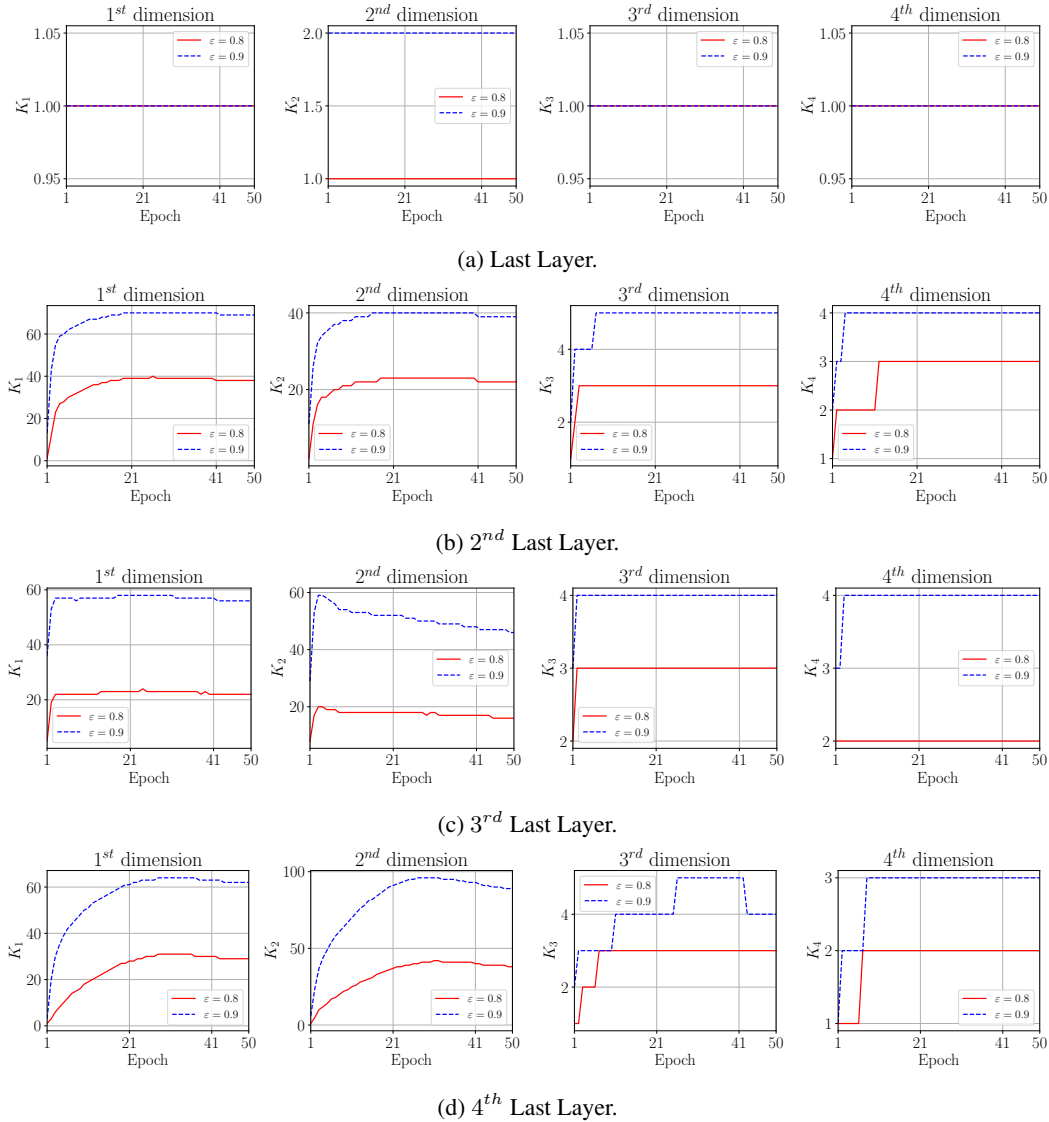 1st dimension
1.05
1.00
0.95
K1
ε = 0.8
ε = 0.9
1 21 41 50
Epoch
2nd dimension
2.0
1.5
1.0
K2
ε = 0.8
ε = 0.9
1 21 41 50
Epoch
3rd dimension
1.05
1.00
0.95
K3
ε = 0.8
ε = 0.9
1 21 41 50
Epoch
4th dimension
1.05
1.00
0.95
K4
ε = 0.8
ε = 0.9
1 21 41 50
Epoch
(a) Last Layer.
1st dimension
60
40
20
0
K1
ε = 0.8
ε = 0.9
1 21 41 50
Epoch
2nd dimension
40
20
K2
ε = 0.8
ε = 0.9
1 21 41 50
Epoch
3rd dimension
4
2
K3
ε = 0.8
ε = 0.9
1 21 41 50
Epoch
4th dimension
4
3
2
1
K4
ε = 0.8
ε = 0.9
1 21 41 50
Epoch
(b) 2nd Last Layer.
1st dimension
60
40
20
K1
ε = 0.8
ε = 0.9
1 21 41 50
Epoch
2nd dimension
60
40
20
K2
ε = 0.8
ε = 0.9
1 21 41 50
Epoch
3rd dimension
4
3
2
K3
ε = 0.8
ε = 0.9
1 21 41 50
Epoch
4th dimension
4
3
2
K4
ε = 0.8
ε = 0.9
1 21 41 50
Epoch
(c) 3rd Last Layer.
1st dimension
60
40
20
0
K1
ε = 0.8
ε = 0.9
1 21 41 50
Epoch
2nd dimension
100
50
0
K2
ε = 0.8
ε = 0.9
1 21 41 50
Epoch
3rd dimension
4
2
K3
ε = 0.8
ε = 0.9
1 21 41 50
Epoch
4th dimension
3
2
1
K4
ε = 0.8
ε = 0.9
1 21 41 50
Epoch
(d) 4th Last Layer.